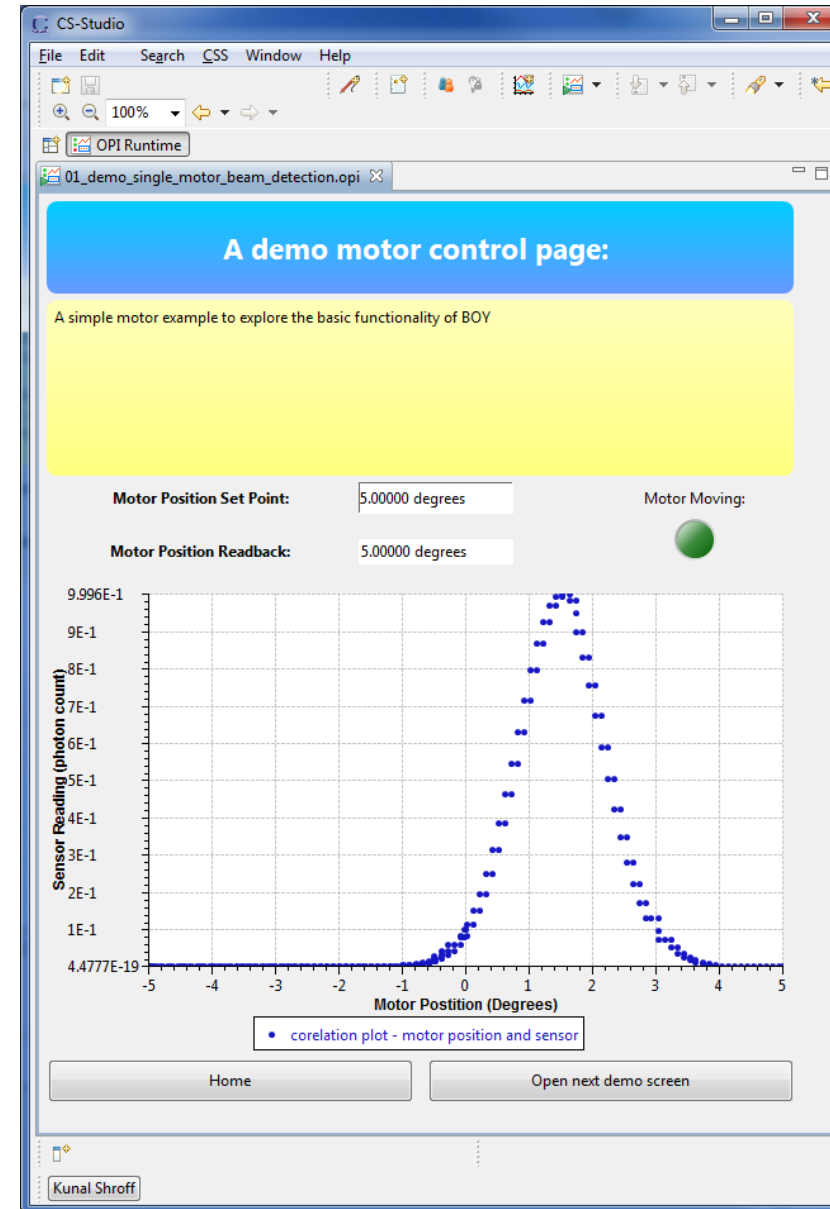 CS-Studio
File Edit Search CSS Window Help
100%
OPI Runtime
01_demo_single_motor_beam_detection.opi
A demo motor control page:
A simple motor example to explore the basic functionality of BOY
Motor Position Set Point: 5.00000 degrees Motor Moving:
Motor Position Readback: 5.00000 degrees
9.996E-1
9E-1
8E-1
7E-1
6E-1
5E-1
4E-1
3E-1
2E-1
1E-1
4.4777E-19
Sensor Reading (photon count)
-5 -4 -3 -2 -1 0 1 2 3 4 5
Motor Postition (Degrees)
corelation plot - motor position and sensor
Home Open next demo screen
Kunal Shroff